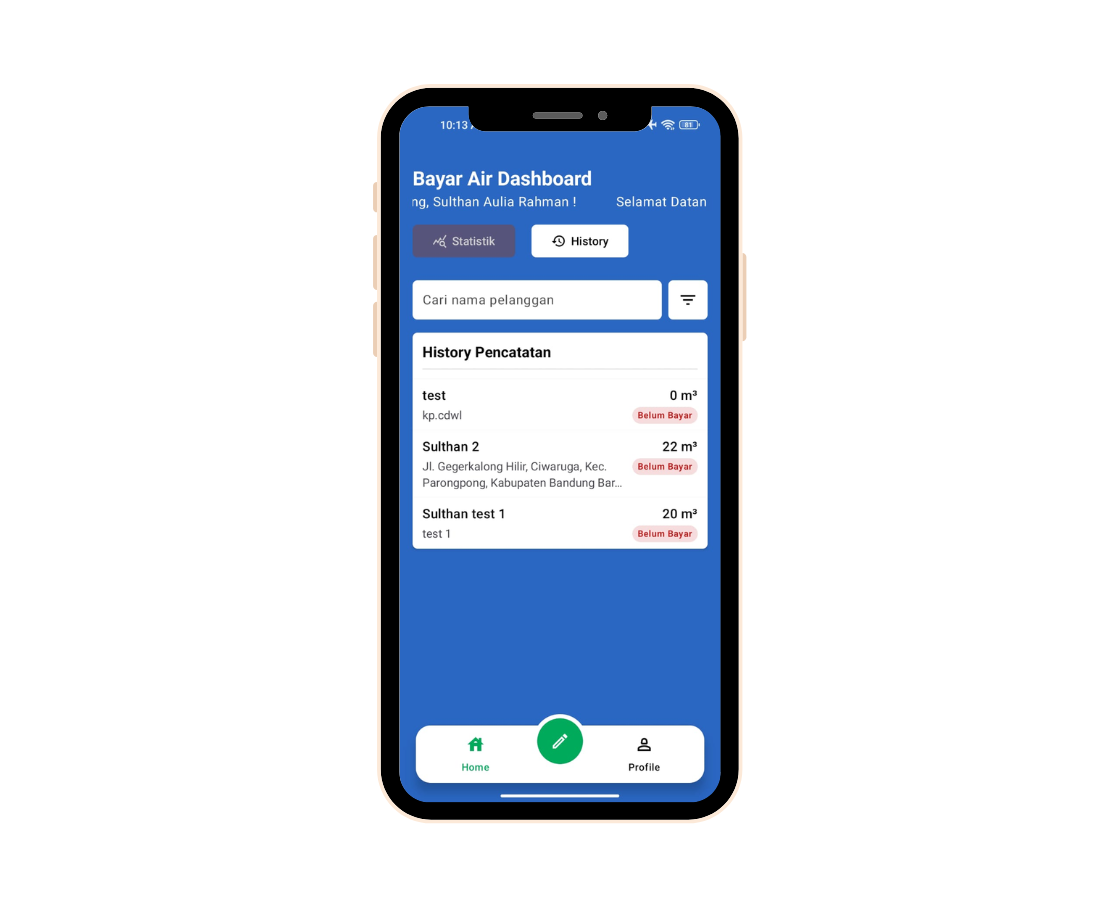 10:13
81
Bayar Air Dashboard
ng, Sulthan Aulia Rahman !
Selamat Datan
Statistik
History
Cari nama pelanggan
History Pencatatan
test
0 m³
kp.cdwl
Belum Bayar
Sulthan 2
22 m³
Jl. Gegerkalong Hilir, Ciwaruga, Kec.
Parongpong, Kabupaten Bandung Bar...
Belum Bayar
Sulthan test 1
20 m³
test 1
Belum Bayar
Home
Profile